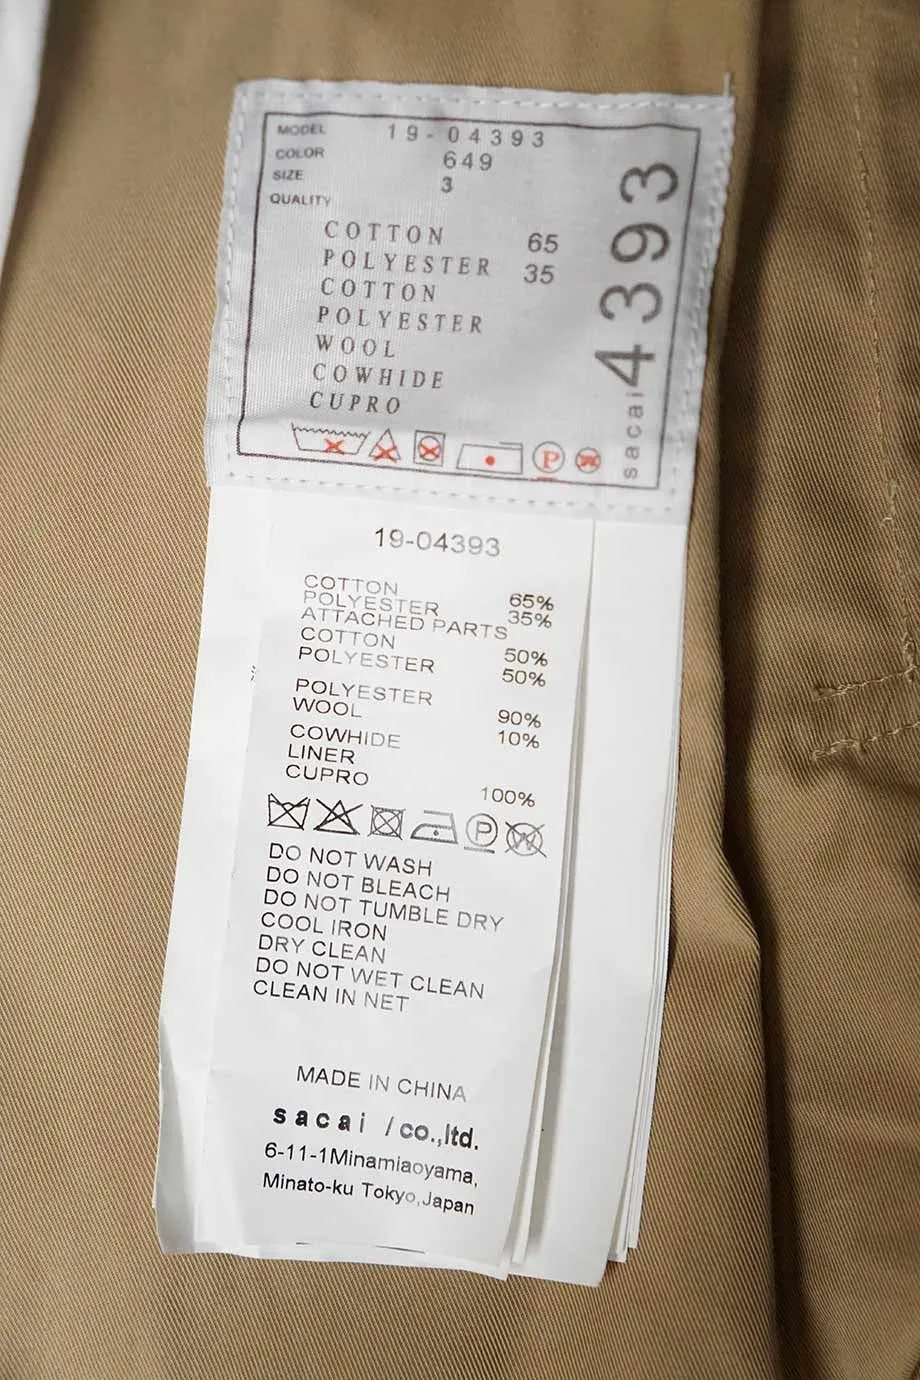 MODEL 19-04393
COLOR 649
SIZE 3
QUALITY
COTTON 65
POLYESTER 35
COTTON
POLYESTER
WOOL
COWHIDE
CUPRO
P
W
sacai 4393
19-04393
COTTON 65%
POLYESTER 35%
ATTACHED PARTS
COTTON 50%
POLYESTER 50%
POLYESTER 90%
WOOL 10%
COWHIDE
LINER
CUPRO 100%
P
W
DO NOT WASH
DO NOT BLEACH
DO NOT TUMBLE DRY
COOL IRON
DRY CLEAN
DO NOT WET CLEAN
CLEAN IN NET
MADE IN CHINA
sacai /co.,ltd.
6-11-1Minamiaoyama,
Minato-ku Tokyo,Japan